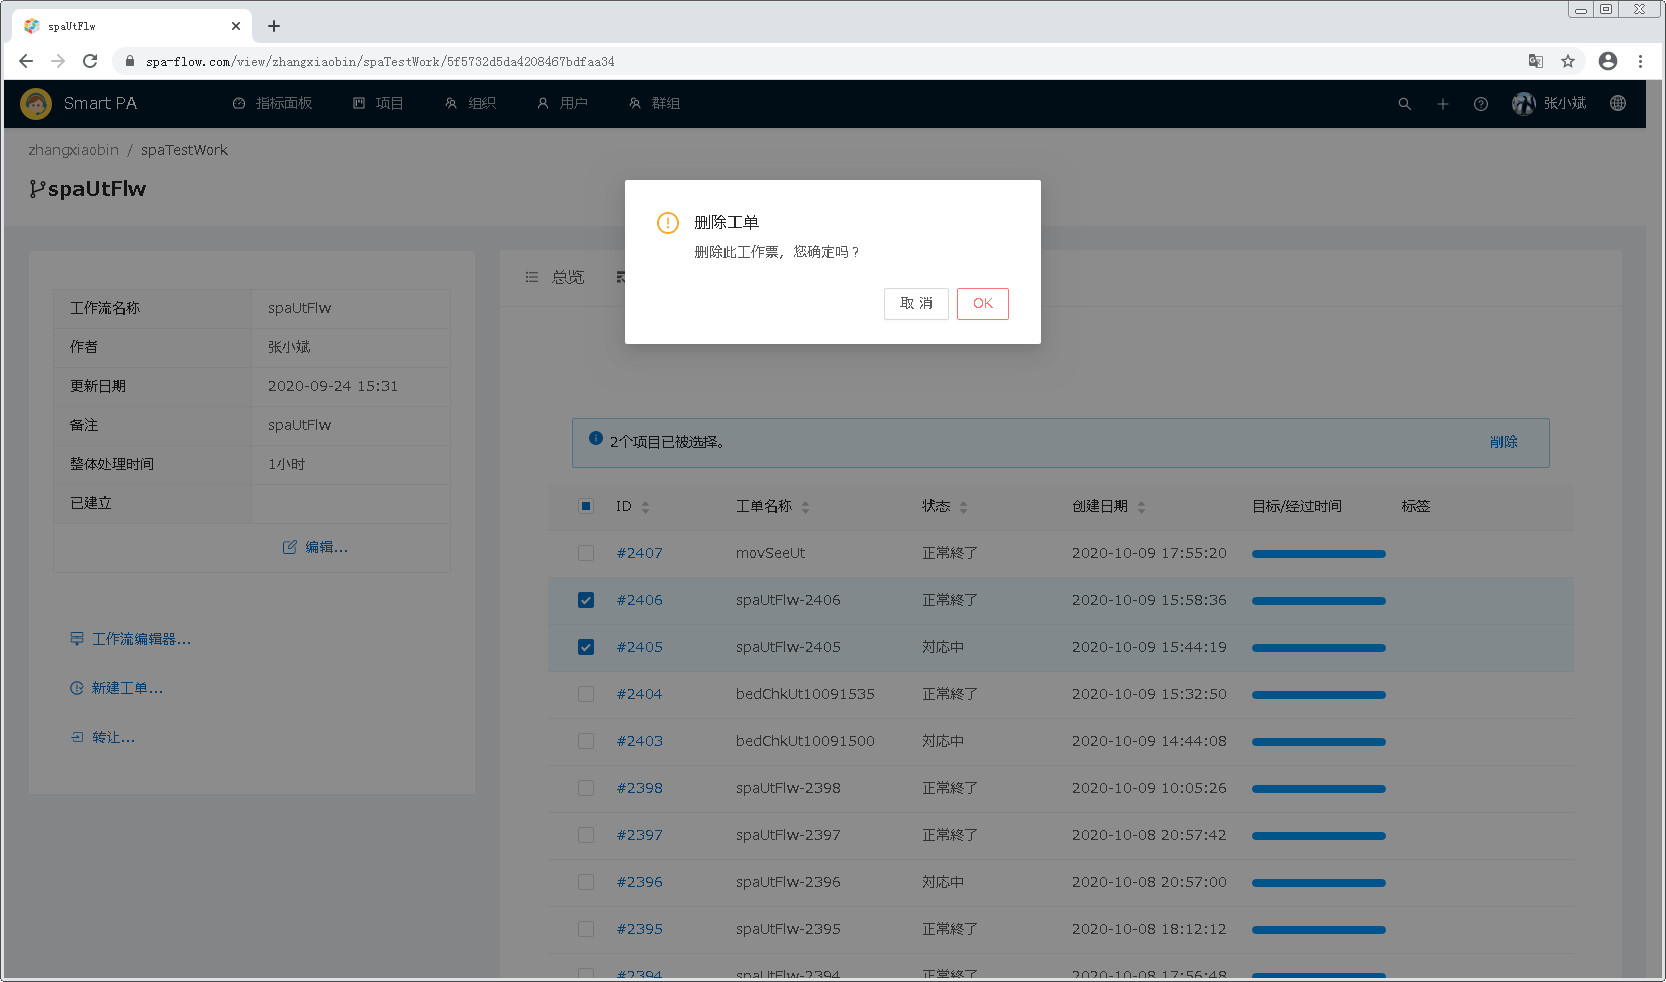 spaUtFlw
spa-flow.com/view/zhangxiaobin/spaTestWork/5f5732d5da4208467bdfaa34
Smart PA 指标面板 项目 组织 用户 群组 张小斌
zhangxiaobin / spaTestWork
spaUtFlw
删除工单
删除此工作票，您确定吗？
取 消 OK
总览
工作流名称 spaUtFlw
作者 张小斌
更新日期 2020-09-24 15:31
备注 spaUtFlw
整体处理时间 1小时
已建立
编辑...
工作流编辑器...
新建工单...
转让...
2个项目已被选择。 削除
ID 工单名称 状态 创建日期 目标/经过时间 标签
#2407 movSeeUt 正常終了 2020-10-09 17:55:20
#2406 spaUtFlw-2406 正常終了 2020-10-09 15:58:36
#2405 spaUtFlw-2405 対応中 2020-10-09 15:44:19
#2404 bedChkUt10091535 正常終了 2020-10-09 15:32:50
#2403 bedChkUt10091500 対応中 2020-10-09 14:44:08
#2398 spaUtFlw-2398 正常終了 2020-10-09 10:05:26
#2397 spaUtFlw-2397 正常終了 2020-10-08 20:57:42
#2396 spaUtFlw-2396 対応中 2020-10-08 20:57:00
#2395 spaUtFlw-2395 正常終了 2020-10-08 18:12:12
#2394 spaUtFlw-2394 正常終了 2020-10-08 17:56:48